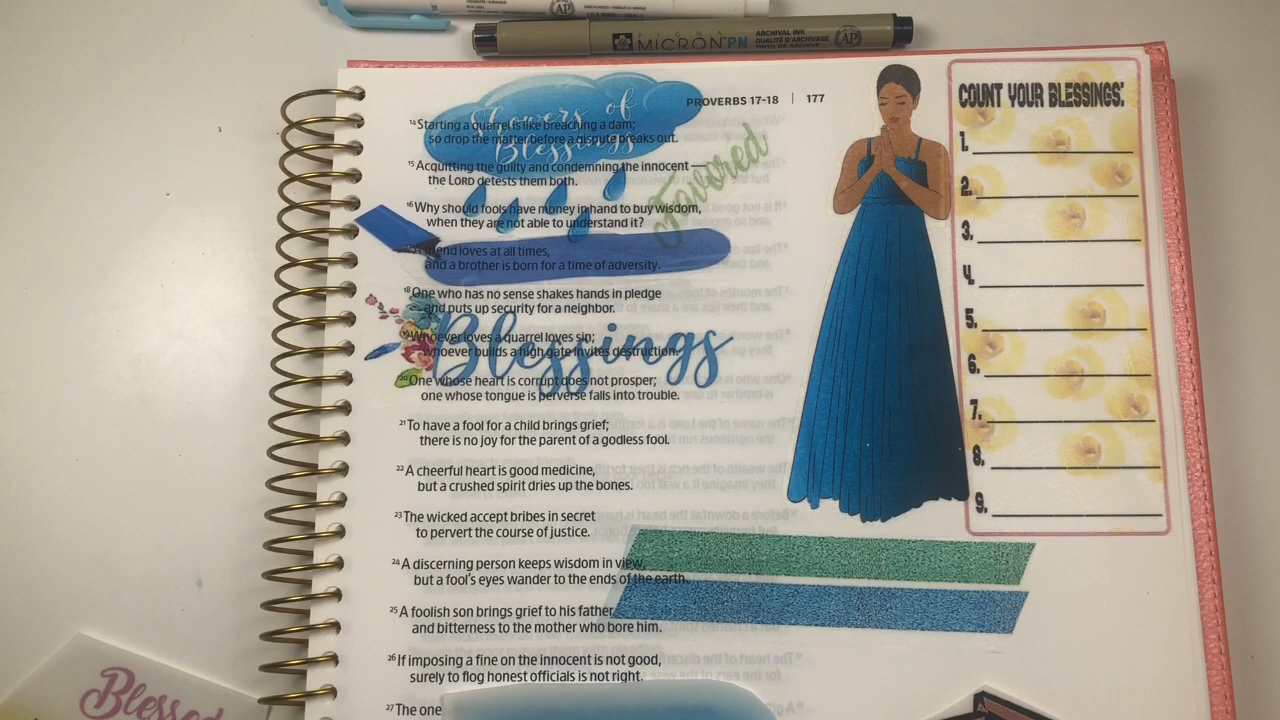 PIGMA
MICRON PN
ARCHIVAL INK
QUALITÉ D'ARCHIVAGE
AP
AP
PROVERBS 17-18 | 177
Showers of
Blessings
Favored
14 Starting a quarrel is like breaching a dam;
so drop the matter before a dispute breaks out.
15 Acquitting the guilty and condemning the innocent —
the LORD detests them both.
16 Why should fools have money in hand to buy wisdom,
when they are not able to understand it?
friend loves at all times,
and a brother is born for a time of adversity.
18 One who has no sense shakes hands in pledge
and puts up security for a neighbor.
Blessings
19 Whoever loves a quarrel loves sin;
whoever builds a high gate invites destruction.
20 One whose heart is corrupt does not prosper;
one whose tongue is perverse falls into trouble.
21 To have a fool for a child brings grief;
there is no joy for the parent of a godless fool.
22 A cheerful heart is good medicine,
but a crushed spirit dries up the bones.
23 The wicked accept bribes in secret
to pervert the course of justice.
24 A discerning person keeps wisdom in view,
but a fool's eyes wander to the ends of the earth.
25 A foolish son brings grief to his father
and bitterness to the mother who bore him.
26 If imposing a fine on the innocent is not good,
surely to flog honest officials is not right.
27 The one
COUNT YOUR BLESSINGS:
1.
2.
3.
4.
5.
6.
7.
8.
9.
Blessed